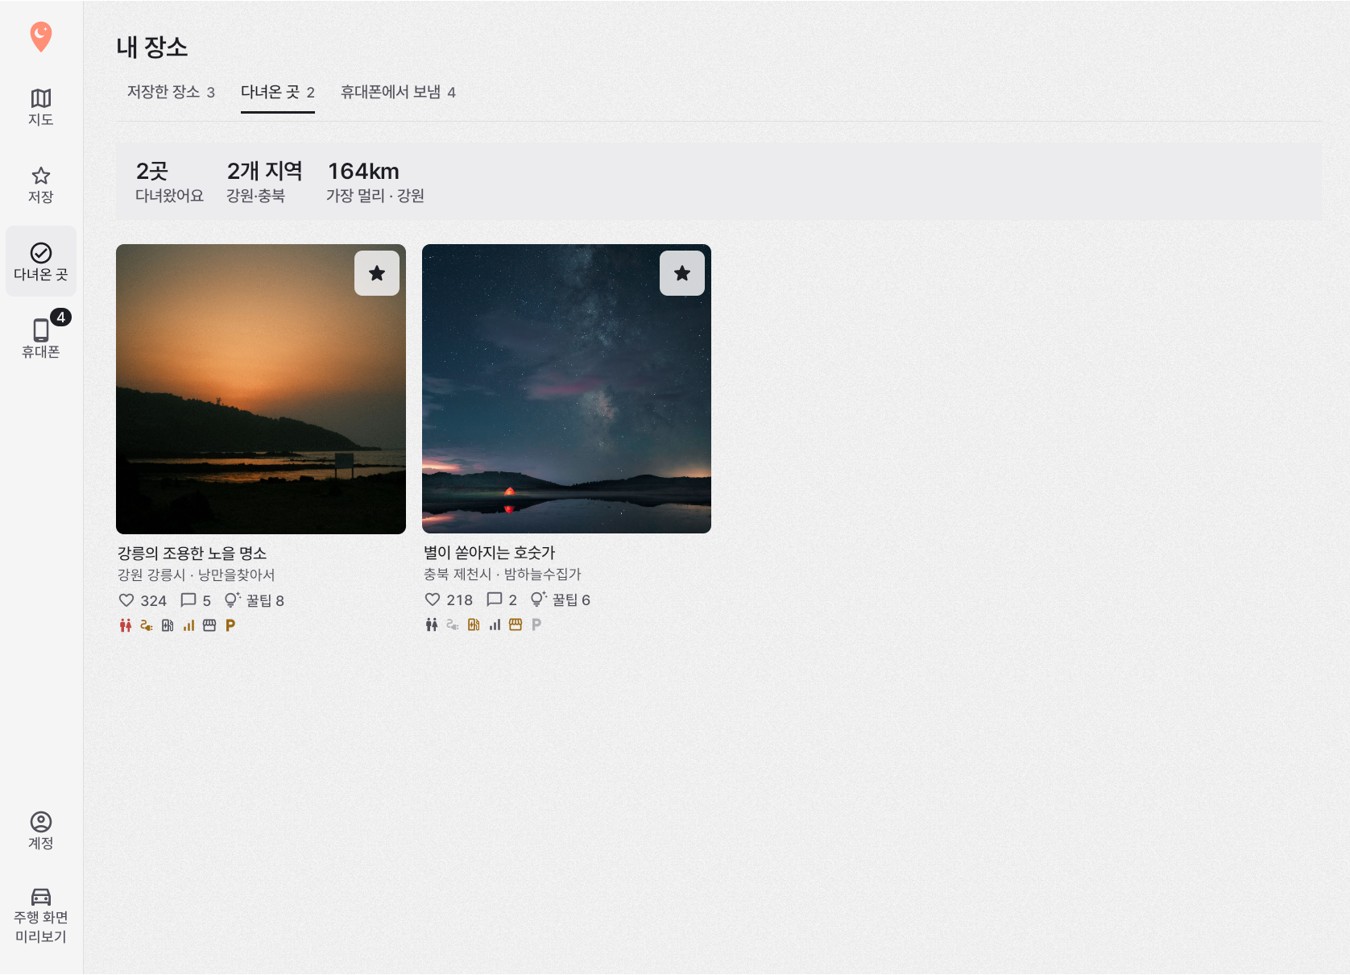 내 장소
저장한 장소 3
다녀온 곳 2
휴대폰에서 보냄 4
지도
저장
다녀온 곳
4
휴대폰
2곳
다녀왔어요
2개 지역
강원·충북
164km
가장 멀리 · 강원
강릉의 조용한 노을 명소
강원 강릉시 · 낭만을찾아서
324 5 꿀팁 8
P
별이 쏟아지는 호숫가
충북 제천시 · 밤하늘수집가
218 2 꿀팁 6
P
계정
주행 화면
미리보기